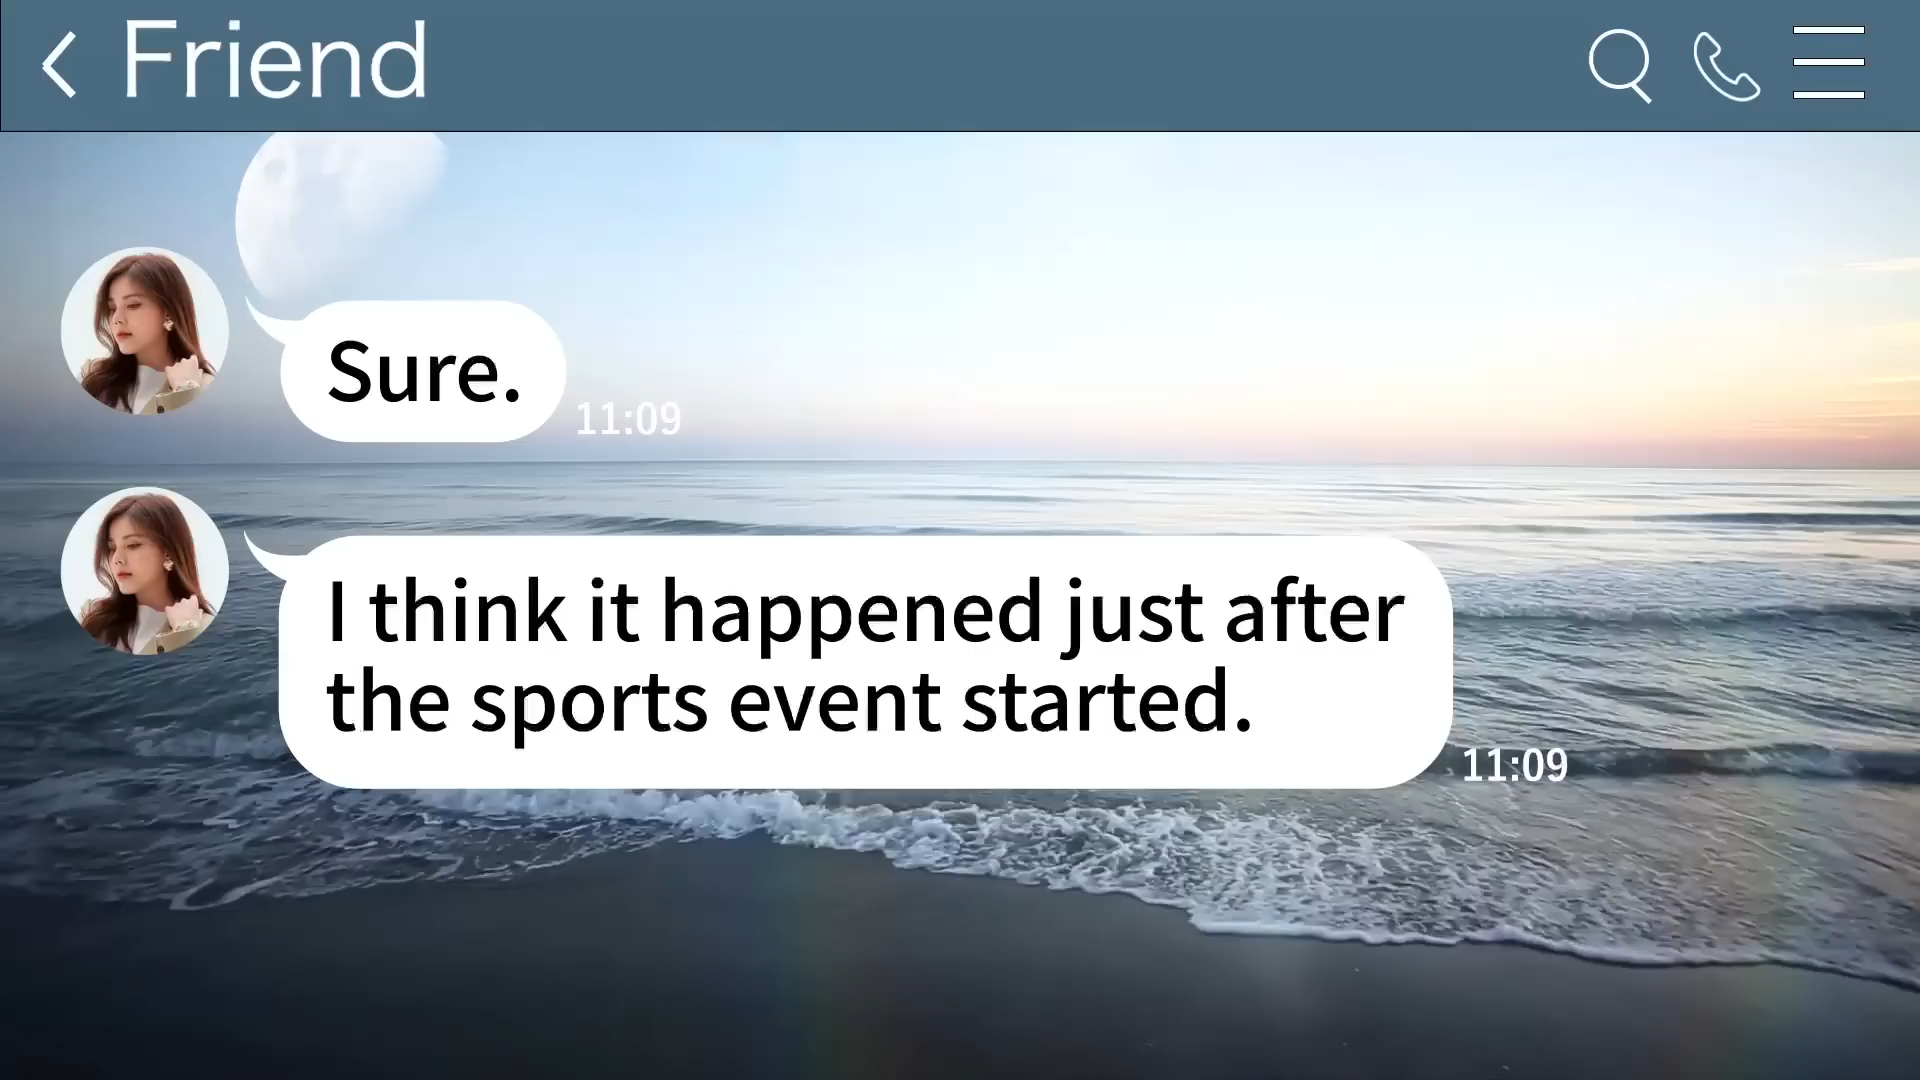 Friend
Sure.
11:09
I think it happened just after
the sports event started.
11:09